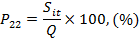 P₂₂ = Sᵢₜ/Q × 100, (%)